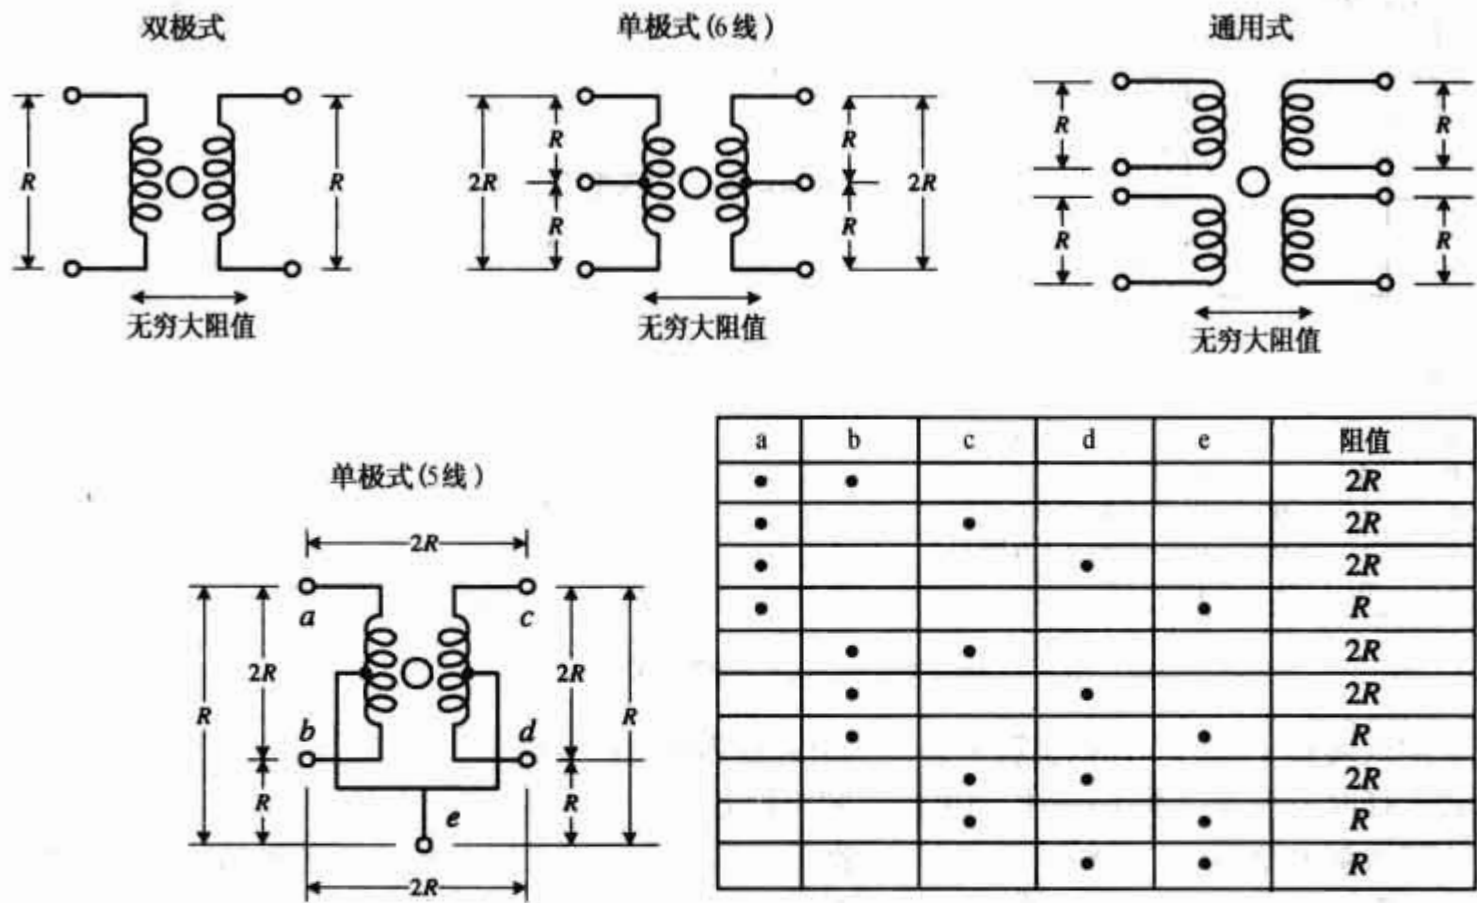 双极式
单极式(6线)
通用式
R
R
2R
R
R
R
R
2R
R
R
R
R
无穷大阻值
无穷大阻值
无穷大阻值
单极式(5线)
2R
a
c
2R
2R
R
R
b
d
R
R
e
2R
a b c d e 阻值
• • 2R
• • 2R
• • 2R
• • R
• • 2R
• • 2R
• • R
• • 2R
• • R
• • R